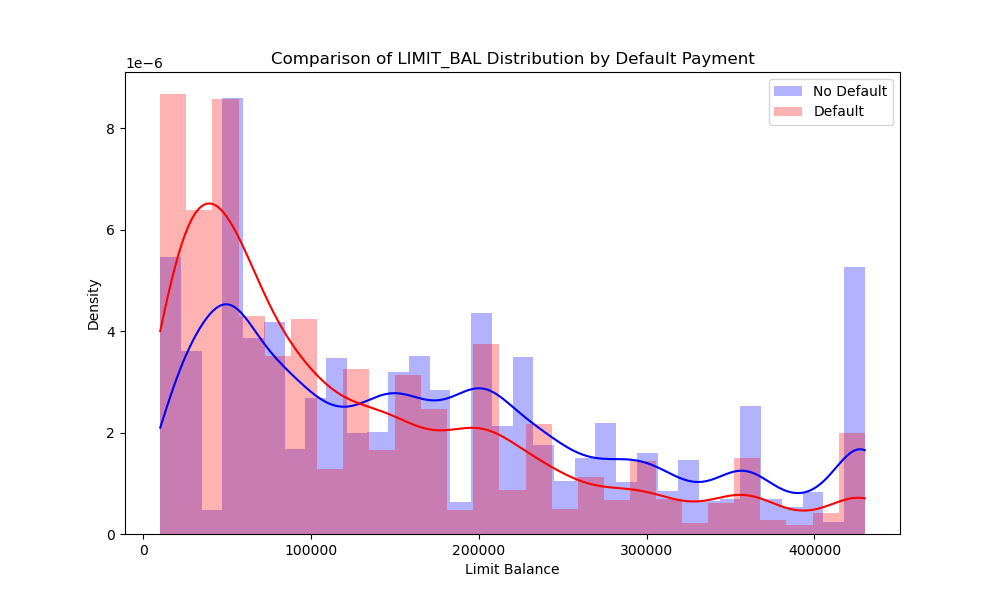 Comparison of LIMIT_BAL Distribution by Default Payment
1e−6
No Default
Default
8
6
4
2
0
Density
0 100000 200000 300000 400000
Limit Balance